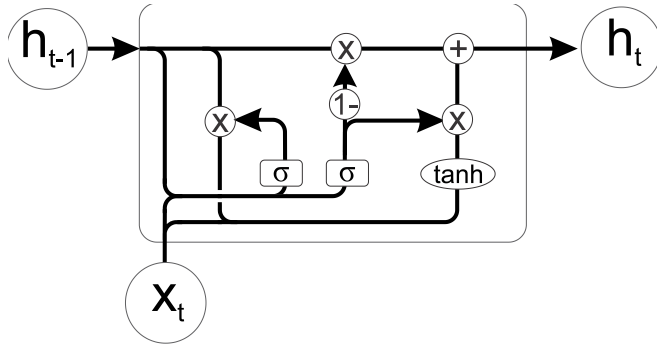 h_{t-1} x + h_t
1-
x x
σ σ tanh
x_t